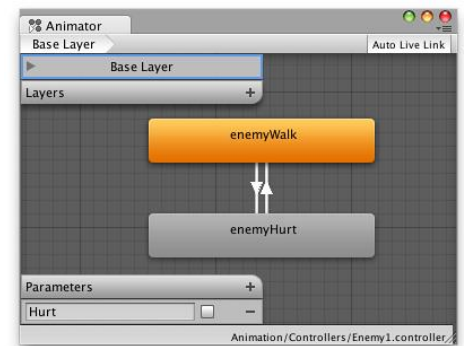 Animator
Base Layer
Auto Live Link
Base Layer
Layers +
enemyWalk
enemyHurt
Parameters +
Hurt
Animation/Controllers/Enemy1.controller